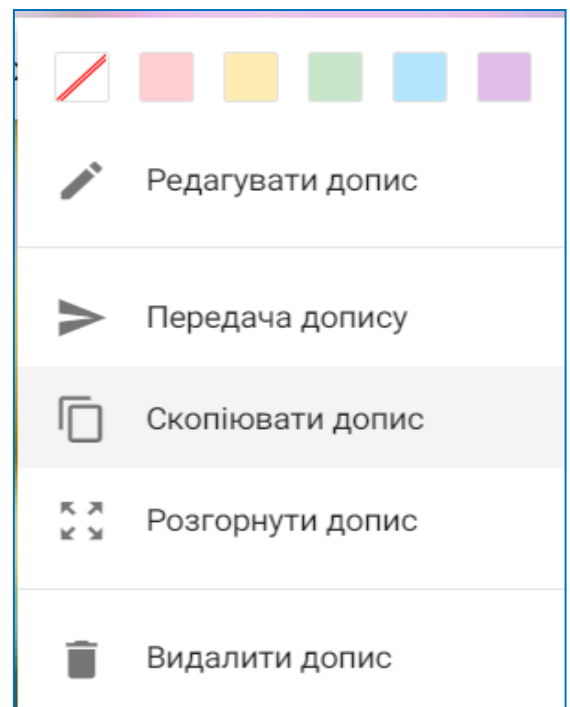 Редагувати допис
Передача допису
Скопіювати допис
Розгорнути допис
Видалити допис